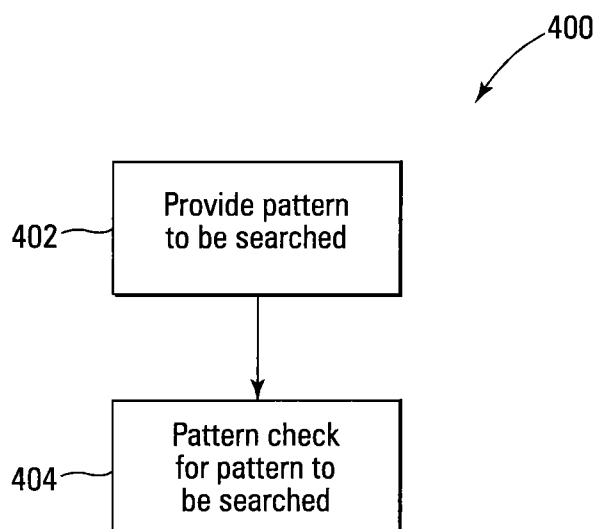 400
Provide pattern
to be searched
402
Pattern check
for pattern to
be searched
404